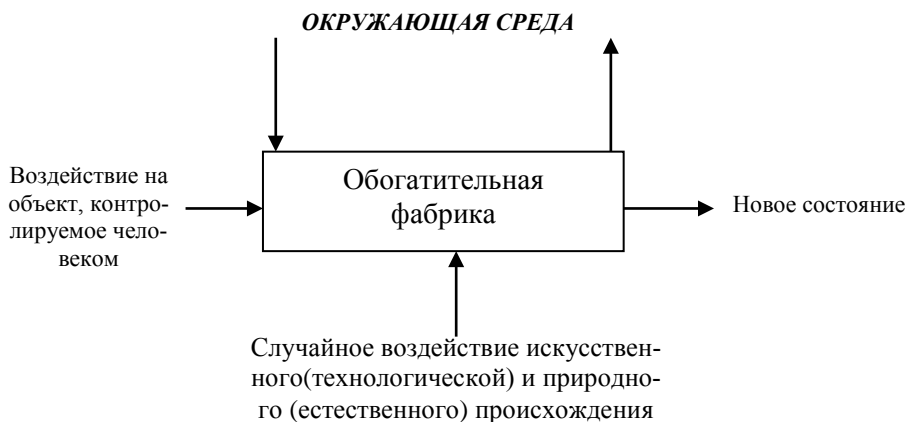 ОКРУЖАЮЩАЯ СРЕДА
Воздействие на
объект, контро-
лируемое чело-
веком
Обогатительная
фабрика
Новое состояние
Случайное воздействие искусствен-
ного(технологической) и природно-
го (естественного) происхождения